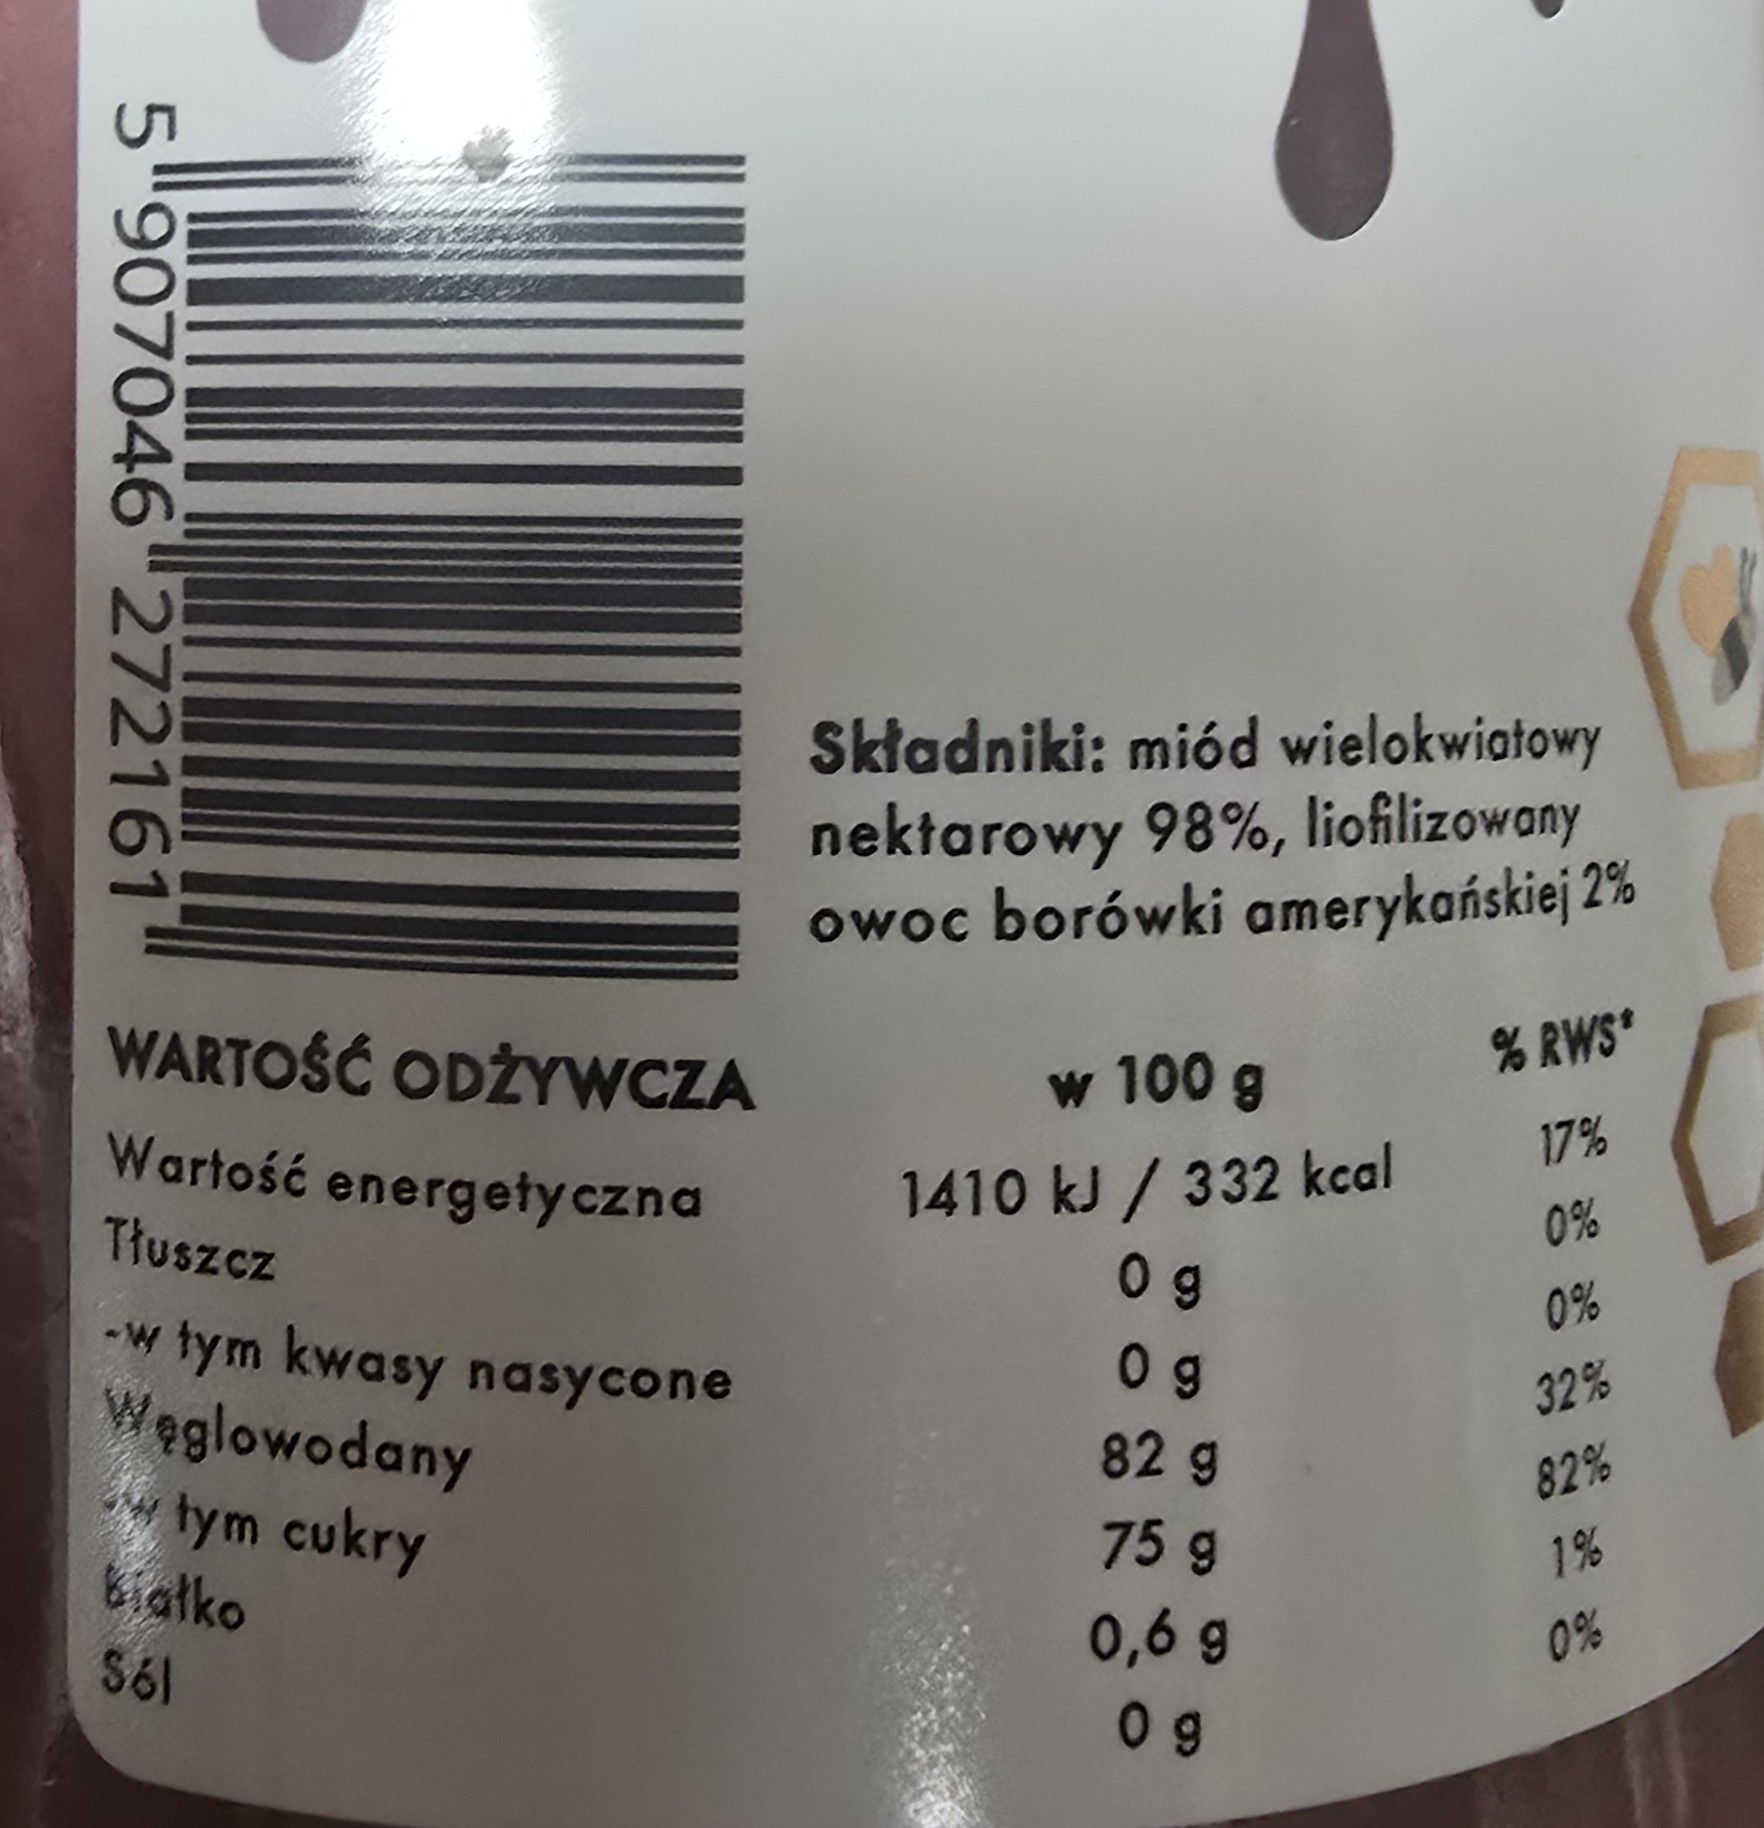 5 907046 272161
Składniki: miód wielokwiatowy
nektarowy 98%, liofilizowany
owoc borówki amerykańskiej 2%
WARTOŚĆ ODŻYWCZA w 100 g % RWS*
Wartość energetyczna 1410 kJ / 332 kcal 17%
Tłuszcz 0 g 0%
-w tym kwasy nasycone 0 g 0%
Węglowodany 82 g 32%
-w tym cukry 75 g 82%
Białko 0,6 g 1%
Sól 0 g 0%